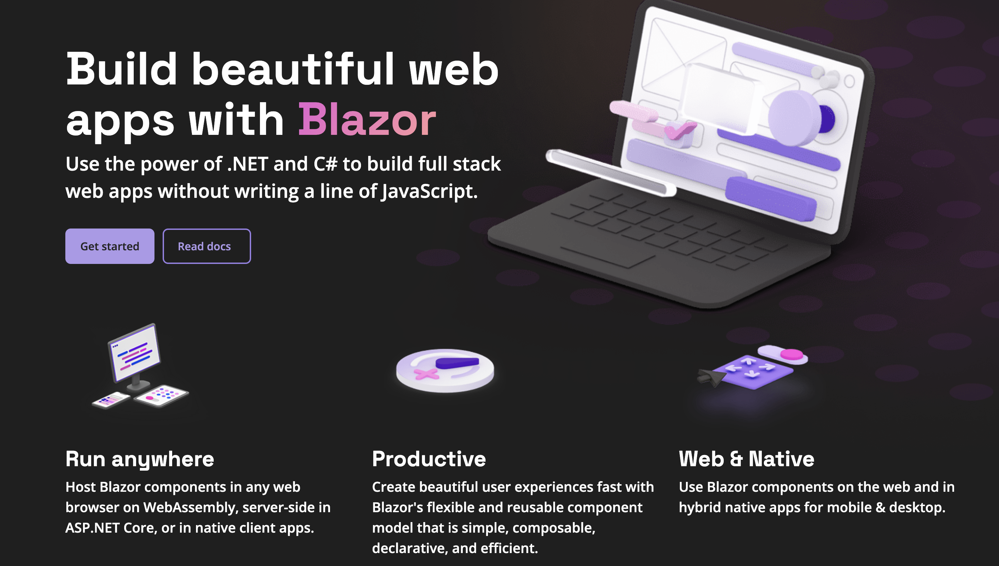 Build beautiful web
apps with Blazor
Use the power of .NET and C# to build full stack
web apps without writing a line of JavaScript.
Get started
Read docs
Run anywhere
Host Blazor components in any web
browser on WebAssembly, server-side in
ASP.NET Core, or in native client apps.
Productive
Create beautiful user experiences fast with
Blazor's flexible and reusable component
model that is simple, composable,
declarative, and efficient.
Web & Native
Use Blazor components on the web and in
hybrid native apps for mobile & desktop.